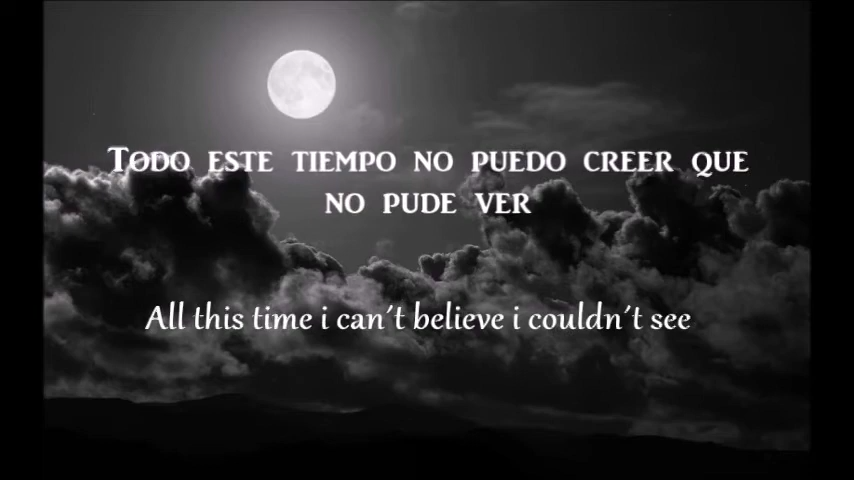 Todo este tiempo no puedo creer que
no pude ver
All this time i can´t believe i couldn´t see